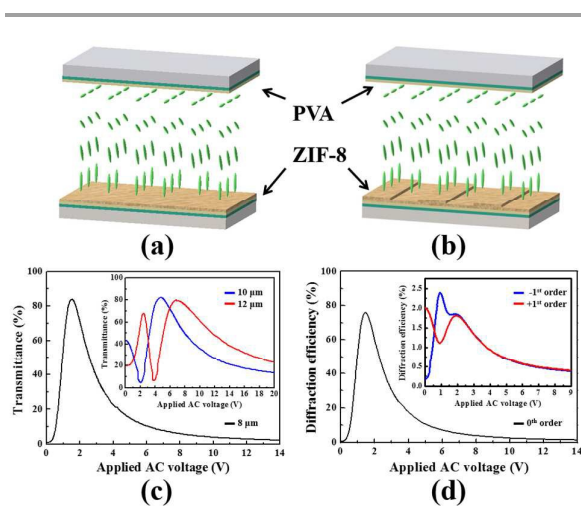 PVA
ZIF-8
(a)
(b)
Transmittance (%)
100
80
60
40
20
0
0 2 4 6 8 10 12 14
Applied AC voltage (V)
8 μm
Transmittance (%)
100
80
60
40
20
0
0 2 4 6 8 10 12 14 16 18 20
Applied AC voltage (V)
10 μm
12 μm
(c)
Diffraction efficiency (%)
100
80
60
40
20
0
0 2 4 6 8 10 12 14
Applied AC voltage (V)
0th order
Diffraction efficiency (%)
2.5
2.0
1.5
1.0
0.5
0.0
0 1 2 3 4 5 6 7 8 9
Applied AC voltage (V)
-1st order
+1st order
(d)